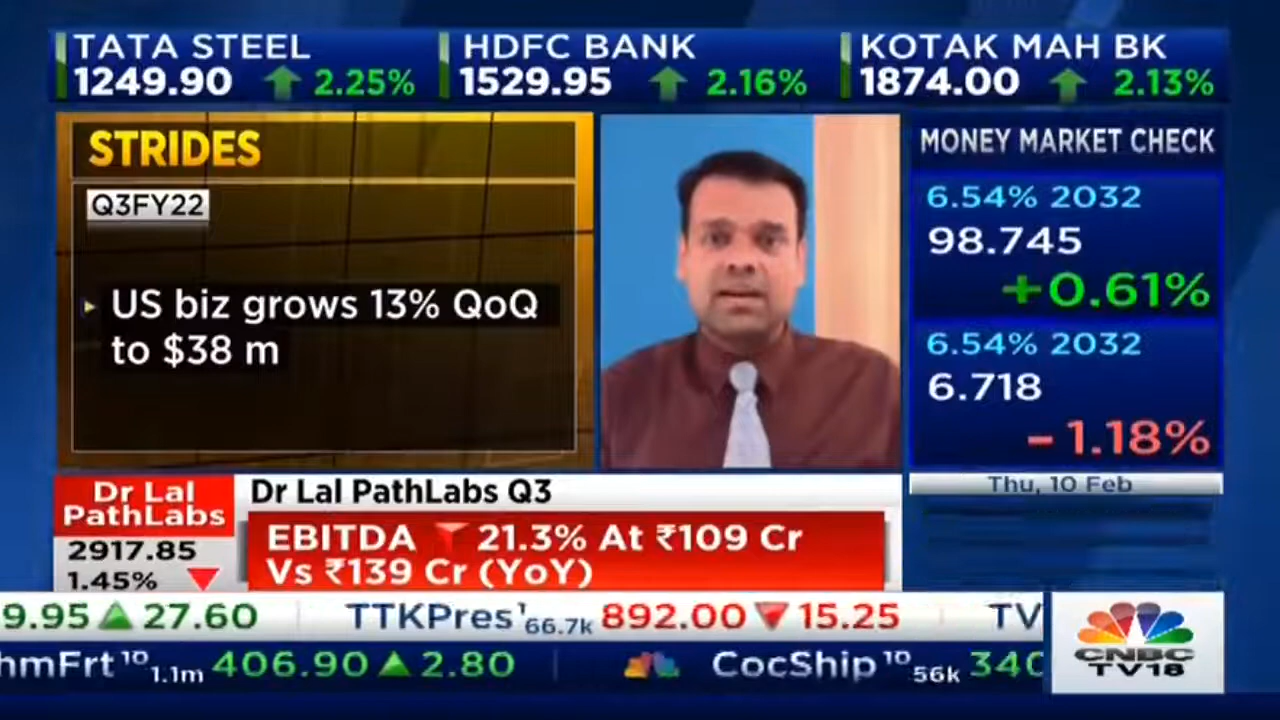 TATA STEEL
1249.90 2.25%
HDFC BANK
1529.95 2.16%
KOTAK MAH BK
1874.00 2.13%
STRIDES
Q3FY22
US biz grows 13% QoQ
to $38 m
MONEY MARKET CHECK
6.54% 2032
98.745
+0.61%
6.54% 2032
6.718
-1.18%
Thu, 10 Feb
Dr Lal
PathLabs
2917.85
1.45%
Dr Lal PathLabs Q3
EBITDA 21.3% At ₹109 Cr
Vs ₹139 Cr (YoY)
9.95 27.60 TTKPres 1 66.7k 892.00 15.25 TV
hmFrt 10 1.1m 406.90 2.80 CocShip 10 56k 340
CNBC
TV18